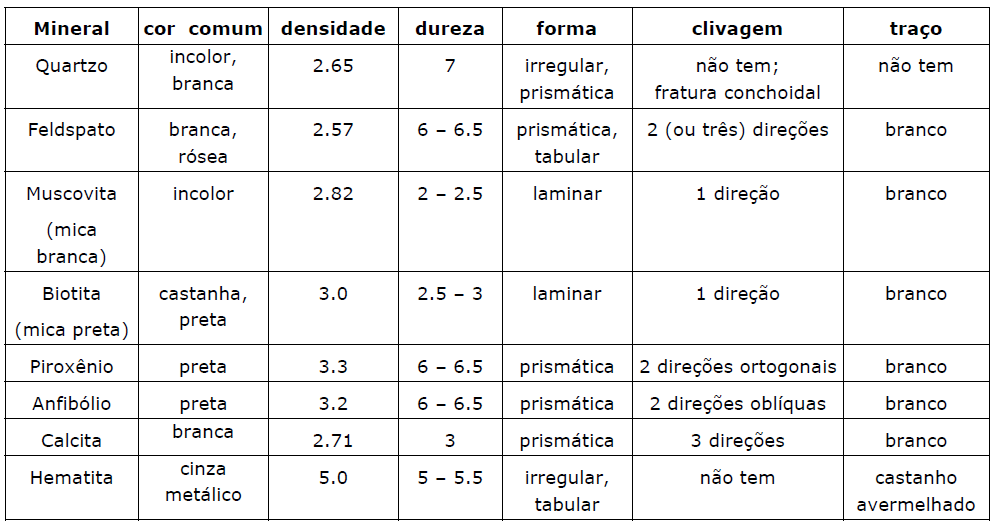 Mineral cor comum densidade dureza forma clivagem traço
Quartzo incolor, branca 2.65 7 irregular, prismática não tem; fratura conchoidal não tem
Feldspato branca, rósea 2.57 6 – 6.5 prismática, tabular 2 (ou três) direções branco
Muscovita (mica branca) incolor 2.82 2 – 2.5 laminar 1 direção branco
Biotita (mica preta) castanha, preta 3.0 2.5 – 3 laminar 1 direção branco
Piroxênio preta 3.3 6 – 6.5 prismática 2 direções ortogonais branco
Anfibólio preta 3.2 6 – 6.5 prismática 2 direções oblíquas branco
Calcita branca 2.71 3 prismática 3 direções branco
Hematita cinza metálico 5.0 5 – 5.5 irregular, tabular não tem castanho avermelhado